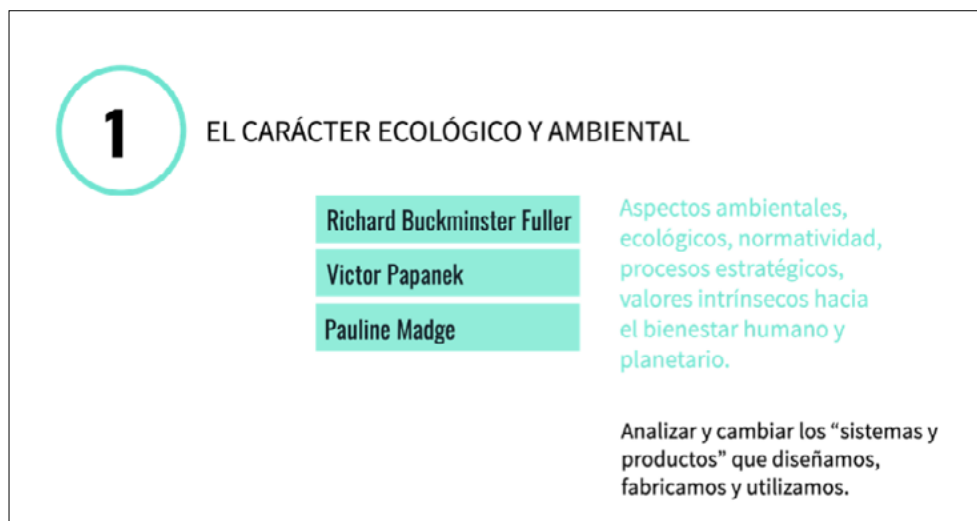 1
EL CARÁCTER ECOLÓGICO Y AMBIENTAL
Richard Buckminster Fuller
Victor Papanek
Pauline Madge
Aspectos ambientales,
ecológicos, normatividad,
procesos estratégicos,
valores intrínsecos hacia
el bienestar humano y
planetario.
Analizar y cambiar los “sistemas y
productos” que diseñamos,
fabricamos y utilizamos.